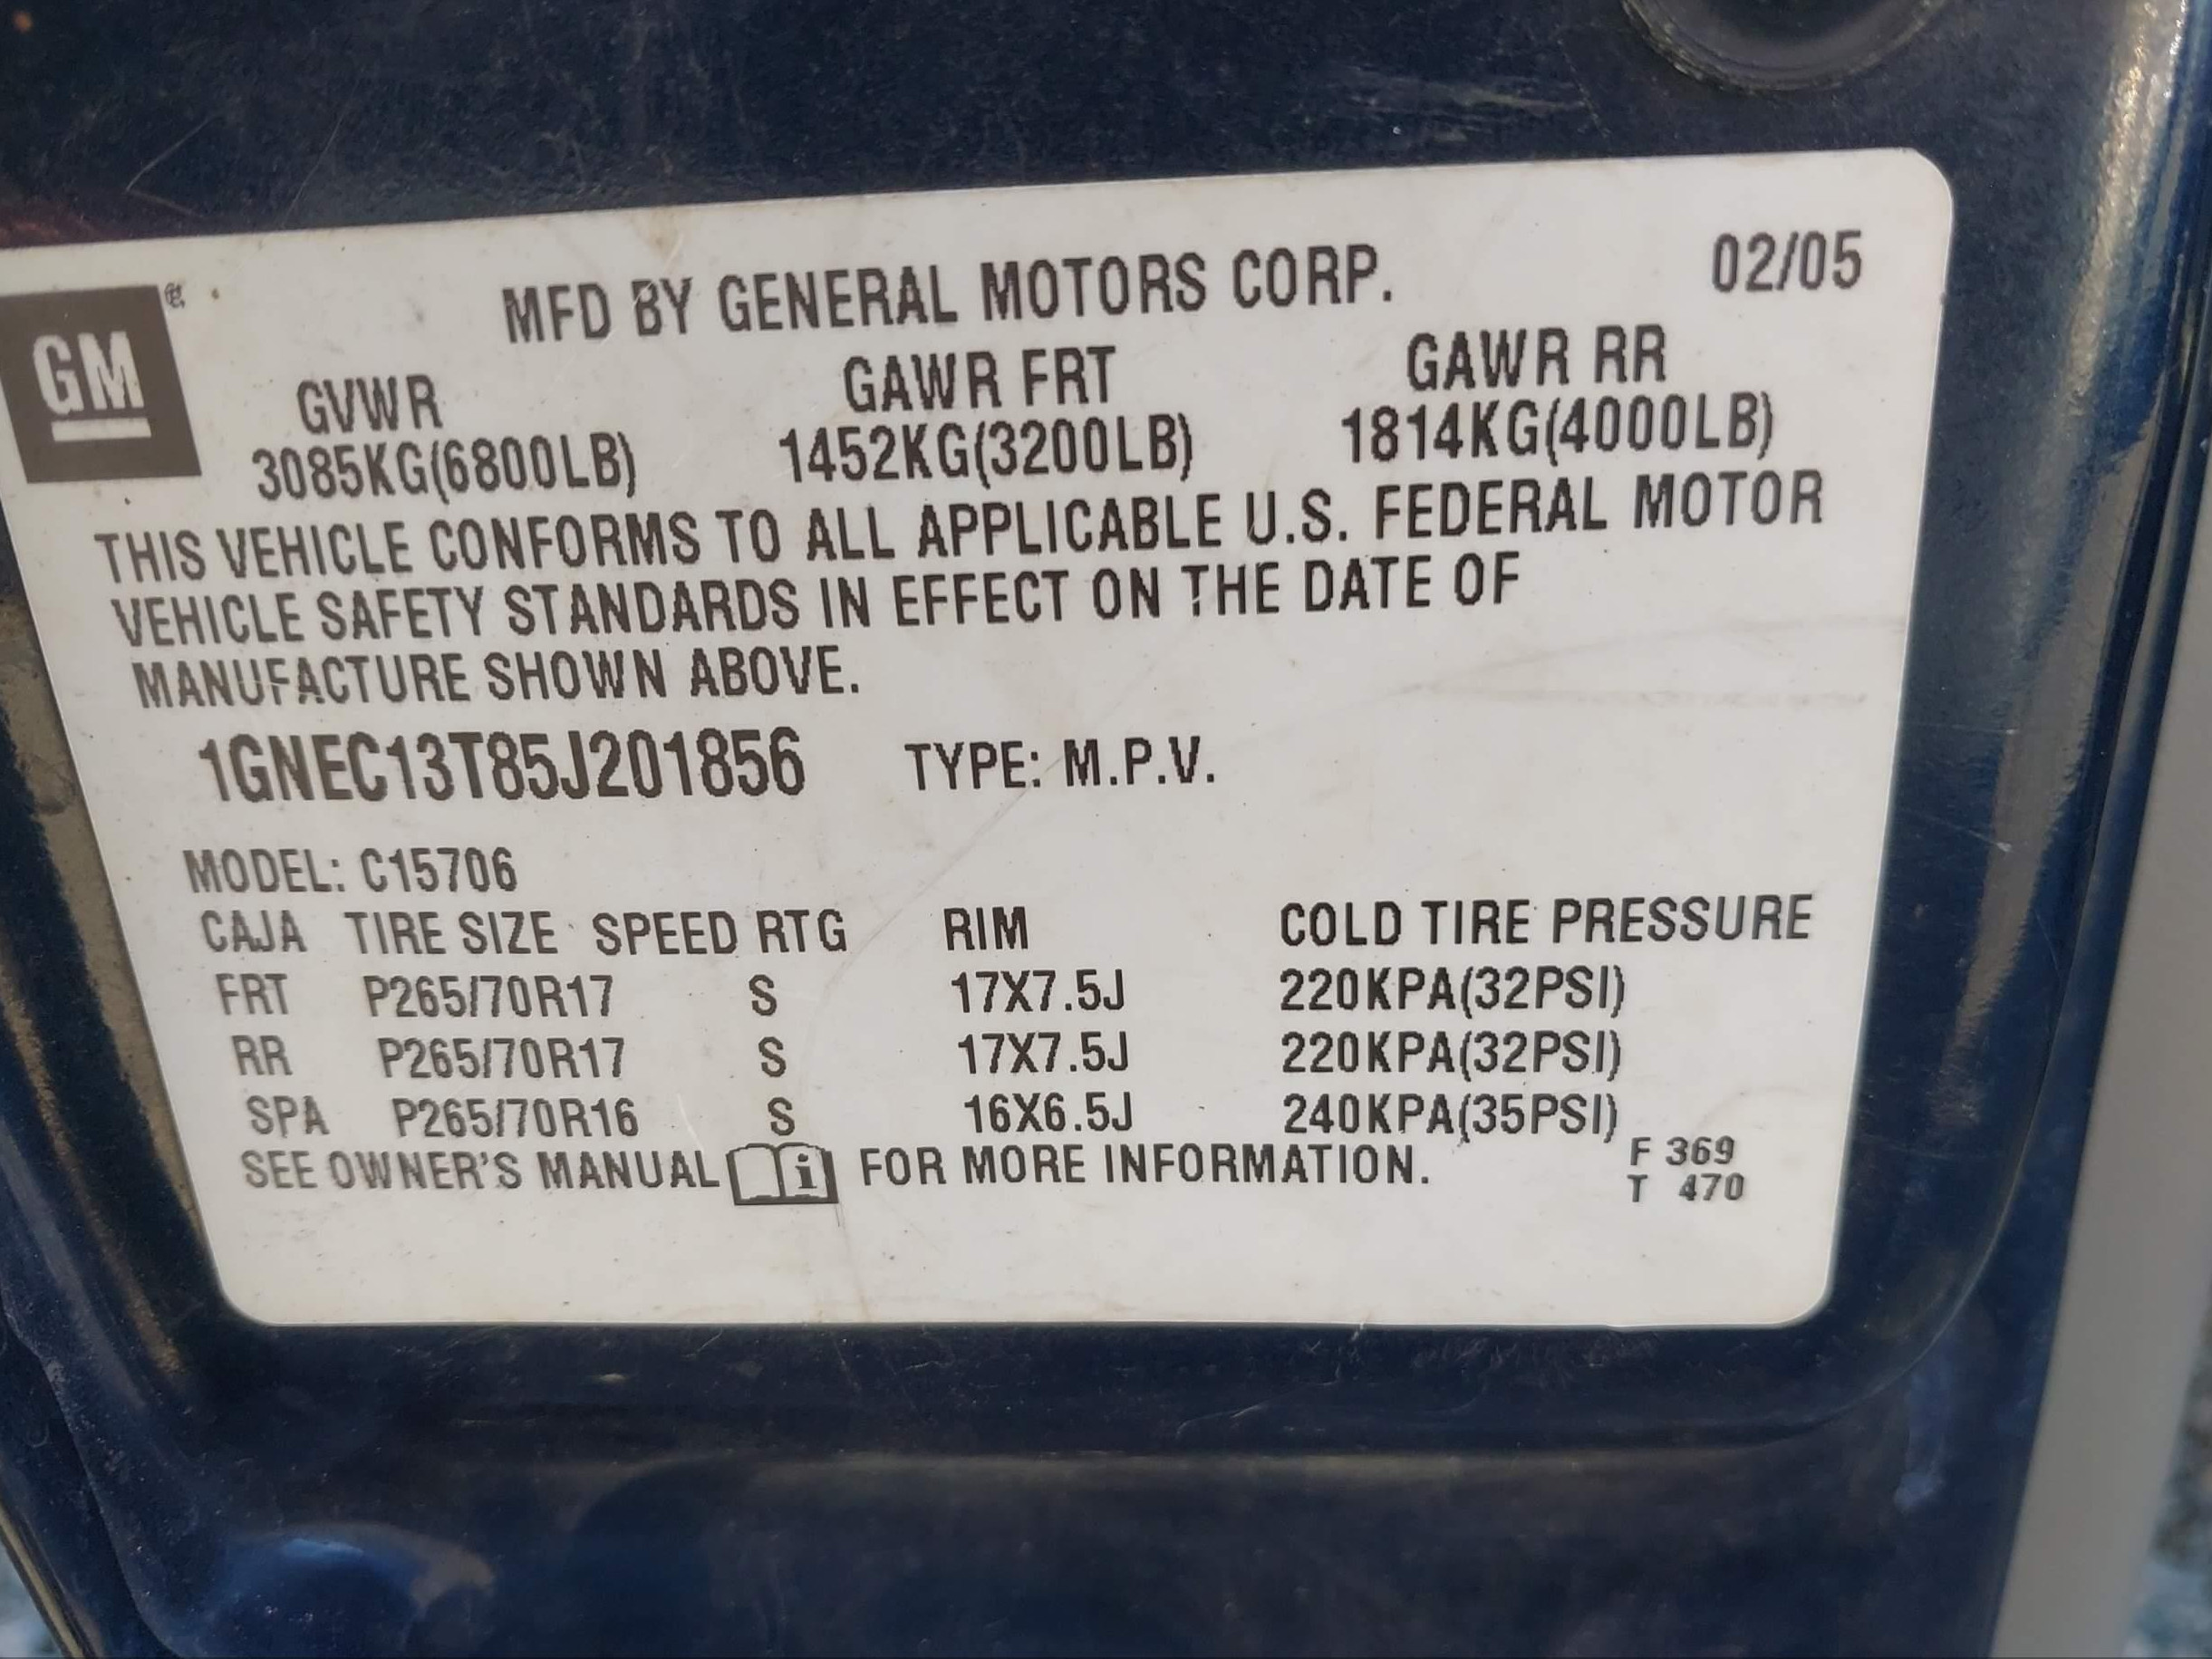 GM
MFD BY GENERAL MOTORS CORP. 02/05
GVWR GAWR FRT GAWR RR
3085KG(6800LB) 1452KG(3200LB) 1814KG(4000LB)
THIS VEHICLE CONFORMS TO ALL APPLICABLE U.S. FEDERAL MOTOR
VEHICLE SAFETY STANDARDS IN EFFECT ON THE DATE OF
MANUFACTURE SHOWN ABOVE.
1GNEC13T85J201856 TYPE: M.P.V.
MODEL: C15706
CAJA TIRE SIZE SPEED RTG RIM COLD TIRE PRESSURE
FRT P265/70R17 S 17X7.5J 220KPA(32PSI)
RR P265/70R17 S 17X7.5J 220KPA(32PSI)
SPA P265/70R16 S 16X6.5J 240KPA(35PSI)
SEE OWNER'S MANUAL i FOR MORE INFORMATION.
F 369
T 470